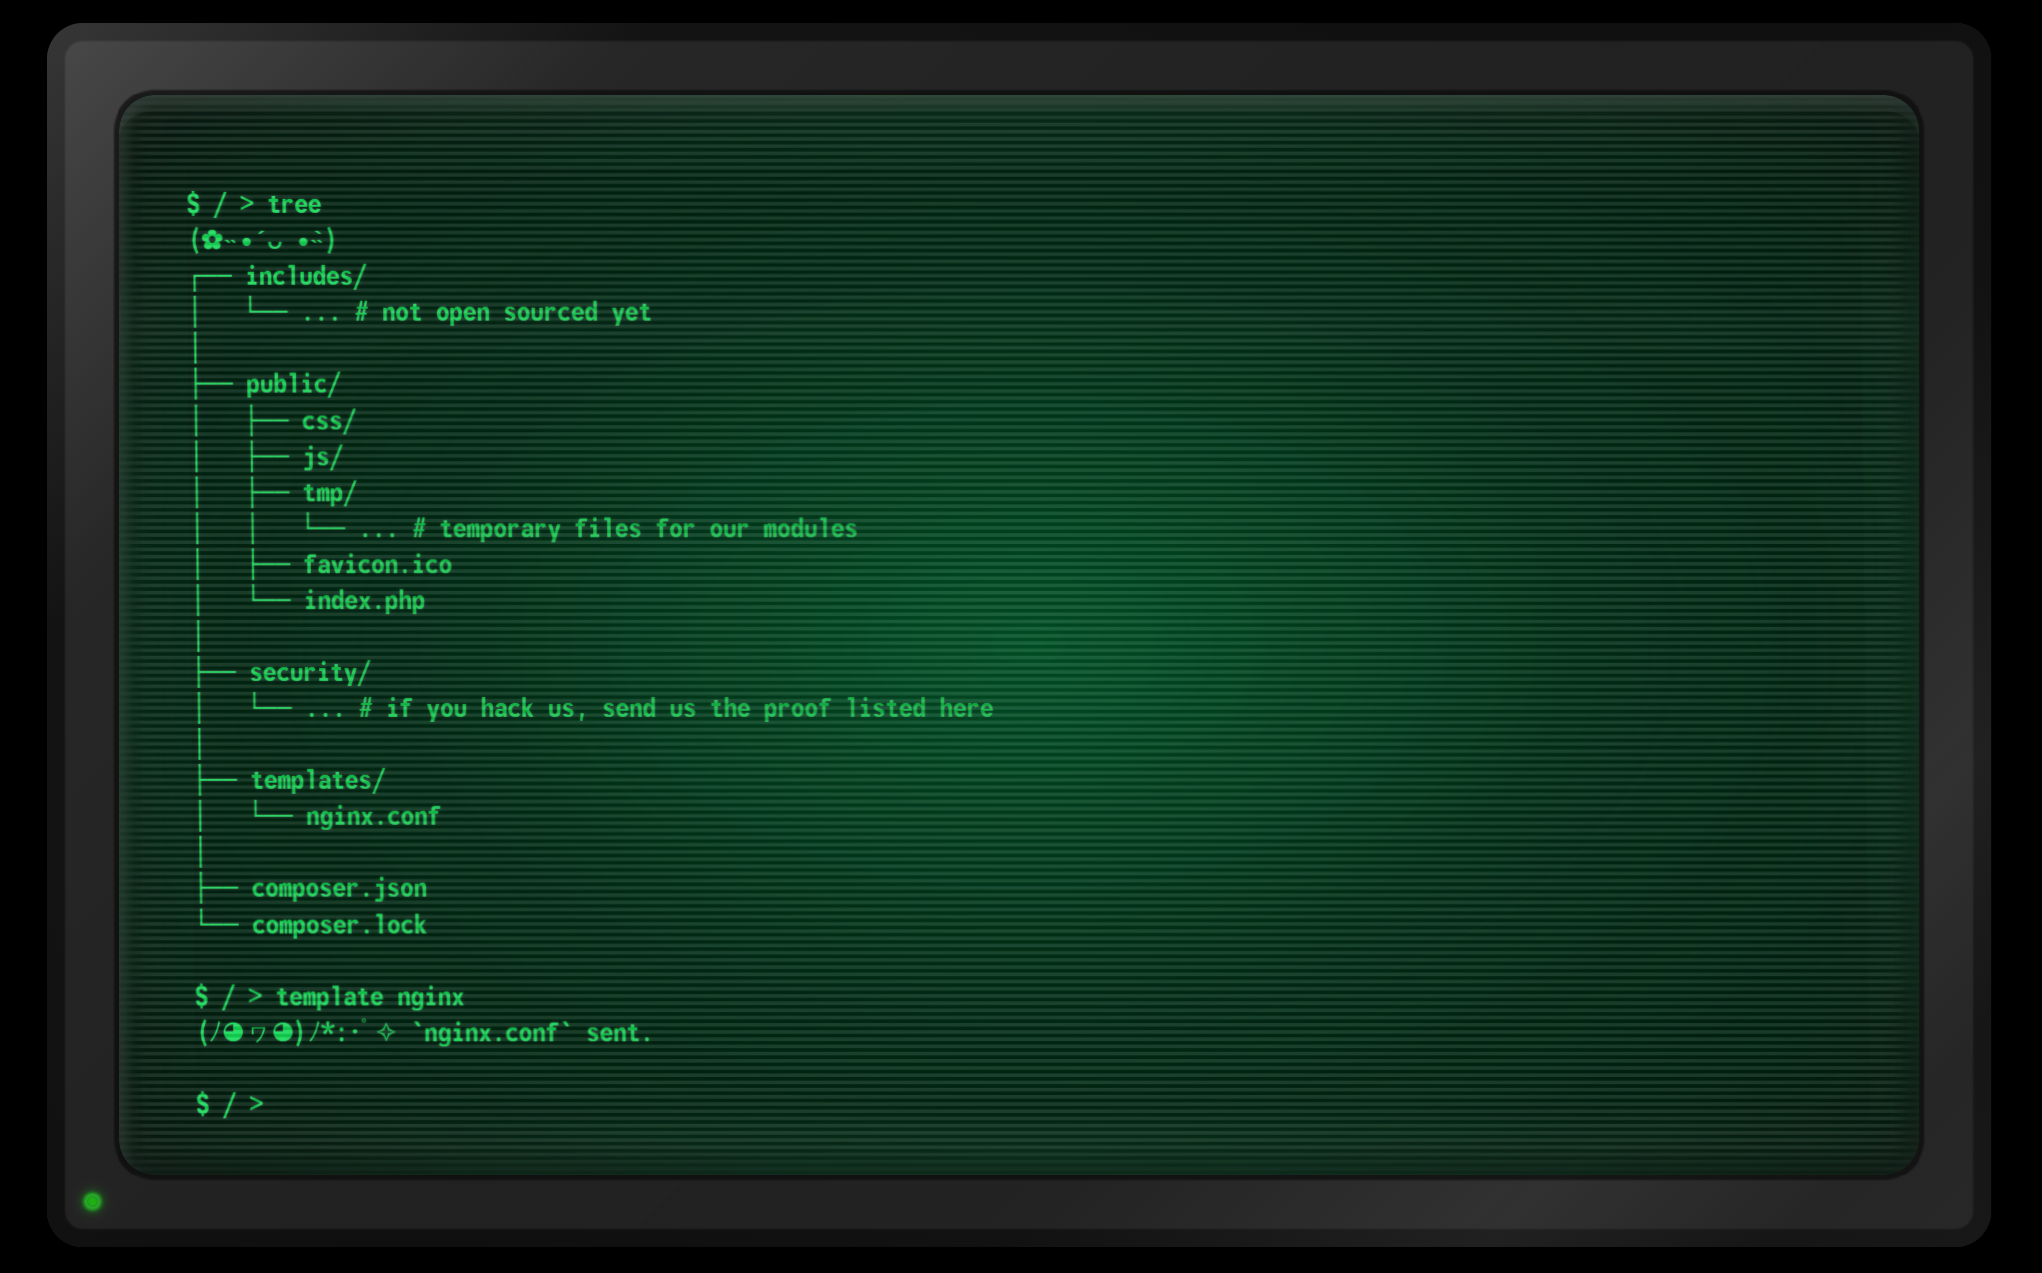 $ / > tree
(✿˵•́ᴗ •̀˵)
┌── includes/
│   └── ... # not open sourced yet
│
├── public/
│   ├── css/
│   ├── js/
│   ├── tmp/
│   │   └── ... # temporary files for our modules
│   ├── favicon.ico
│   └── index.php
│
├── security/
│   └── ... # if you hack us, send us the proof listed here
│
├── templates/
│   └── nginx.conf
│
├── composer.json
└── composer.lock
$ / > template nginx
(ﾉ◕ヮ◕)ﾉ*:･ﾟ✧ `nginx.conf` sent.
$ / >